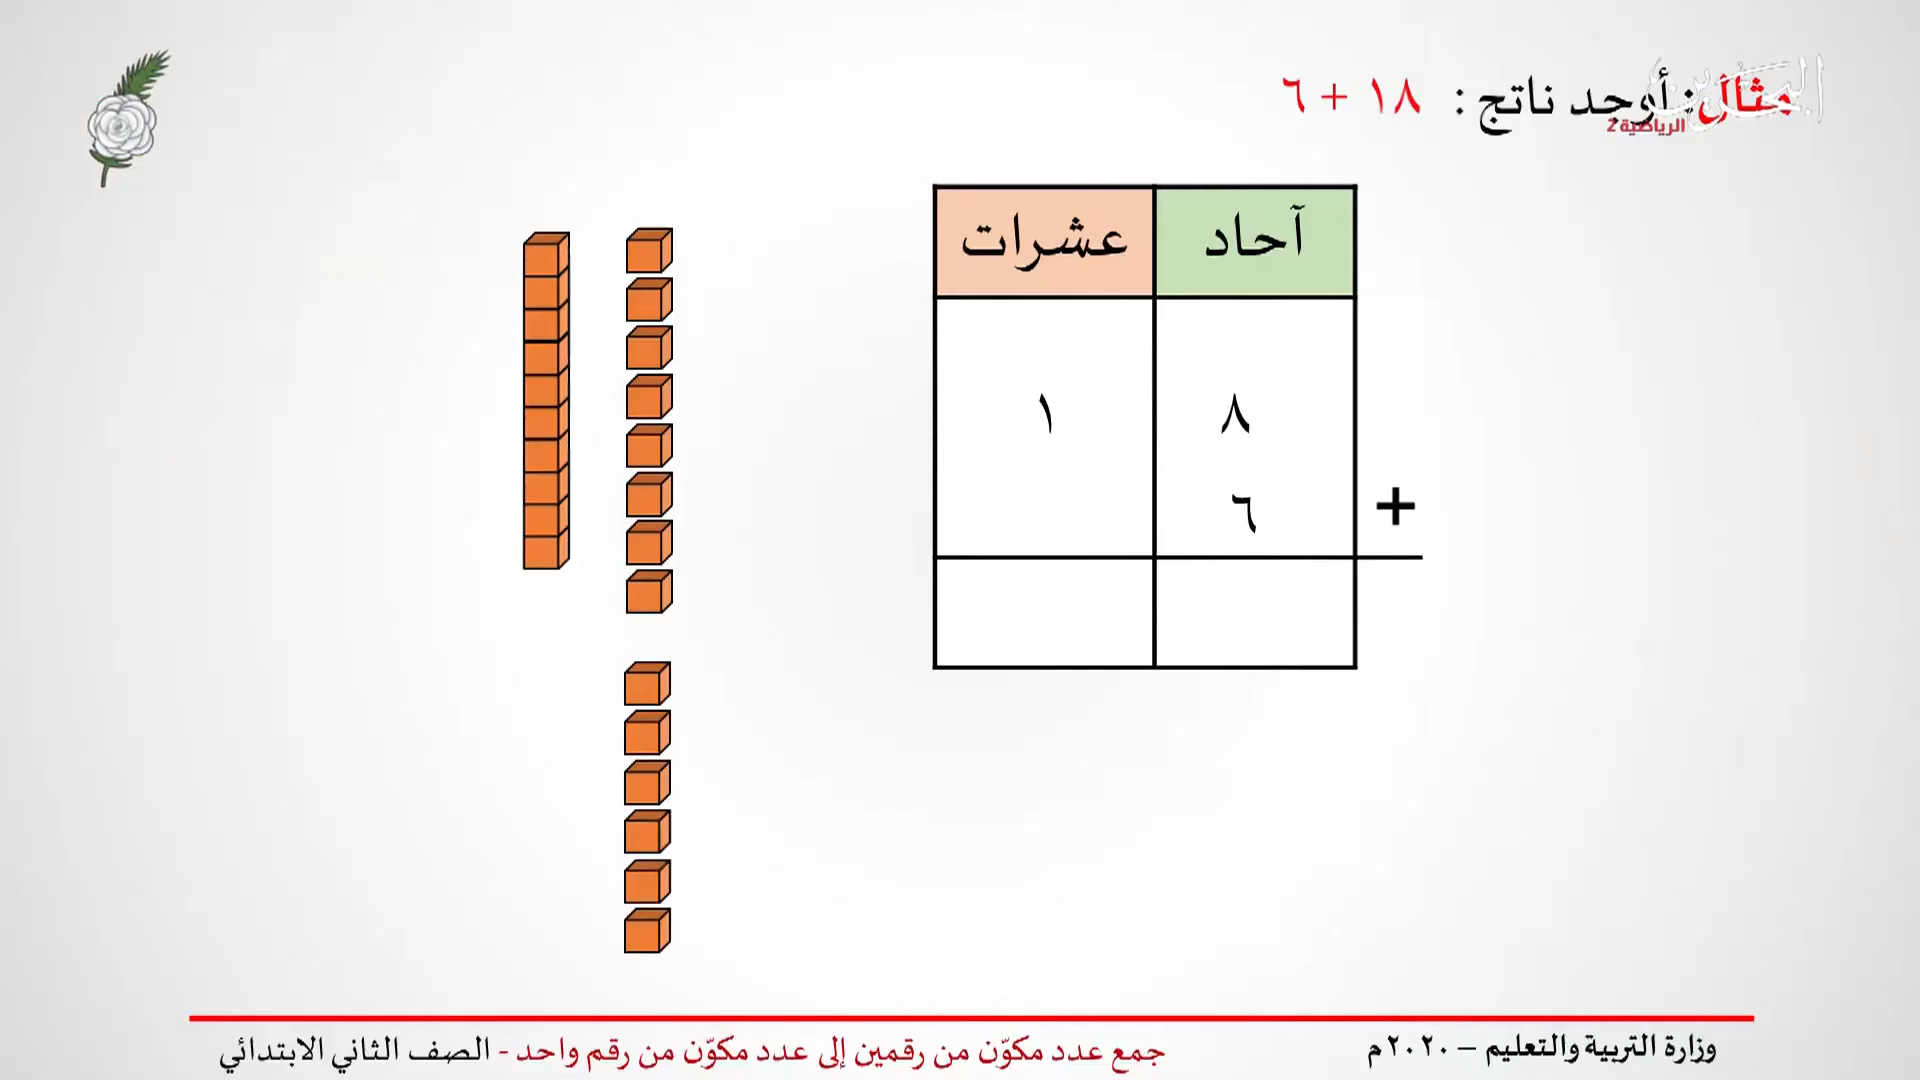 مثال: أوجد ناتج : ١٨ + ٦
البحرين
الرياضية 2
آحاد عشرات
٨ ١
+ ٦
وزارة التربية والتعليم – ٢٠٢٠م
جمع عدد مكوّن من رقمين إلى عدد مكوّن من رقم واحد - الصف الثاني الابتدائي